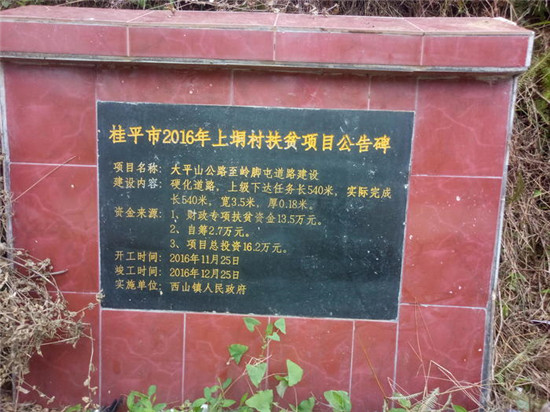 桂平市2016年上垌村扶贫项目公告碑
项目名称：大平山公路至岭脚屯道路建设
建设内容：硬化道路，上级下达任务长540米，实际完成
长540米，宽3.5米，厚0.18米。
资金来源：1、财政专项扶贫资金13.5万元。
2、自筹2.7万元。
3、项目总投资16.2万元。
开工时间：2016年11月25日
竣工时间：2016年12月25日
实施单位：西山镇人民政府